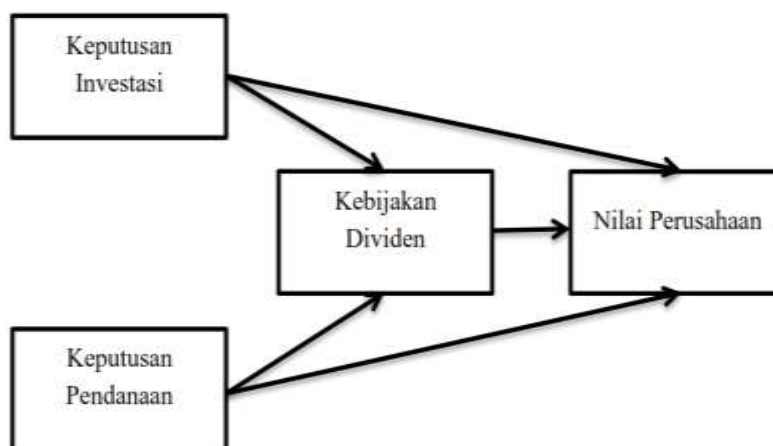 Keputusan
Investasi
Kebijakan
Dividen
Nilai Perusahaan
Keputusan
Pendanaan